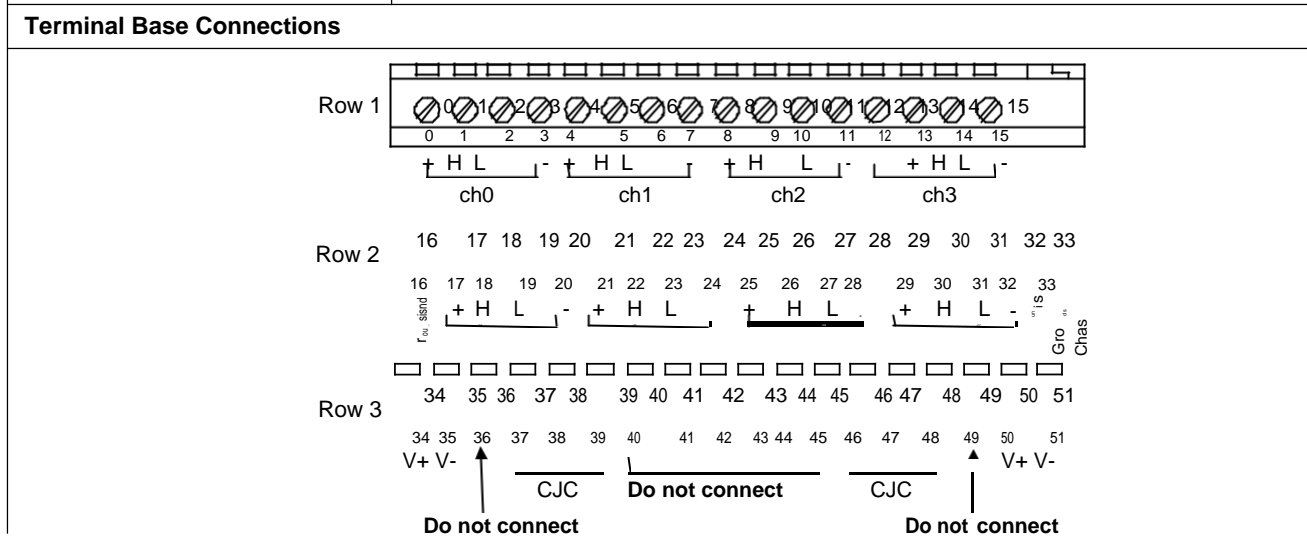 Terminal Base Connections
Row 1 0 1 2 3 4 5 6 7 8 9 10 11 12 13 14 15
0 1 2 3 4 5 6 7 8 9 10 11 12 13 14 15
+ H L - + H L - + H L - + H L -
ch0 ch1 ch2 ch3
Row 2 16 17 18 19 20 21 22 23 24 25 26 27 28 29 30 31 32 33
16 17 18 19 20 21 22 23 24 25 26 27 28 29 30 31 32 33
+ H L - + H L + H L + H L -
Gro
Chas
Row 3 34 35 36 37 38 39 40 41 42 43 44 45 46 47 48 49 50 51
34 35 36 37 38 39 40 41 42 43 44 45 46 47 48 49 50 51
V+ V- V+ V-
CJC Do not connect CJC
Do not connect Do not connect